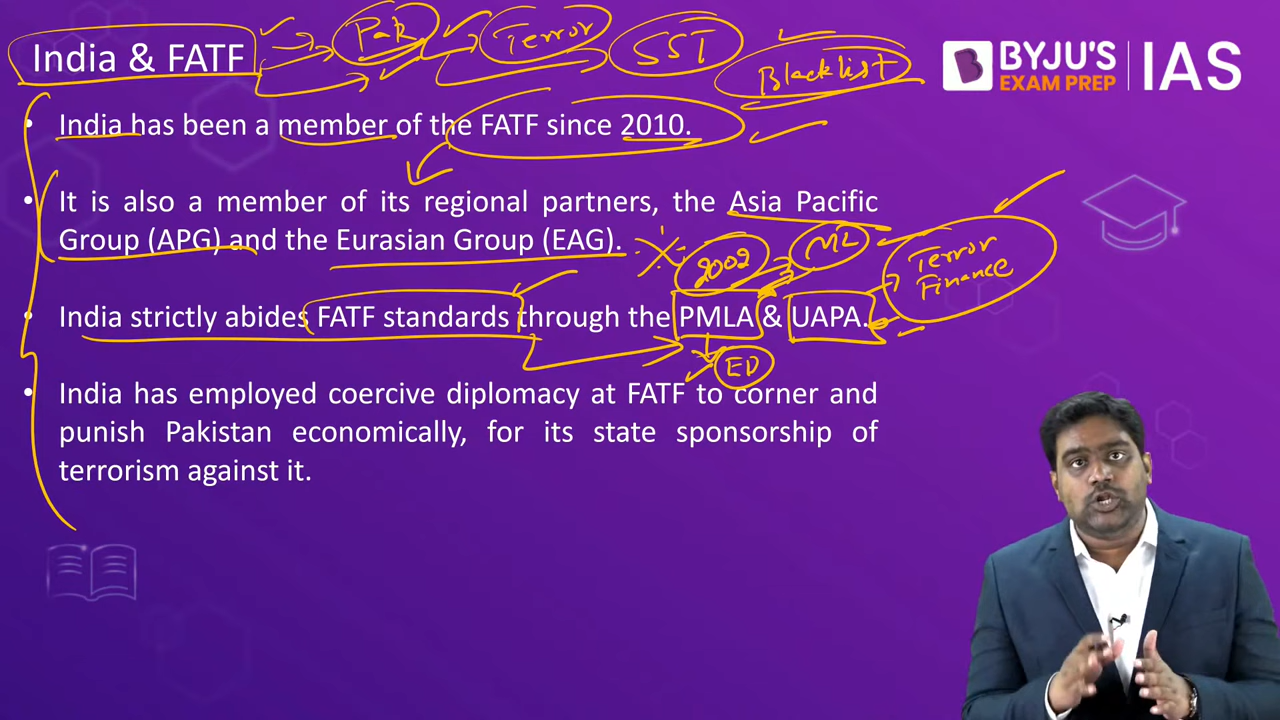 India & FATF
Pak
Terror
SST
Blacklist
BYJU'S
EXAM PREP
IAS
• India has been a member of the FATF since 2010.
• It is also a member of its regional partners, the Asia Pacific
Group (APG) and the Eurasian Group (EAG).
2002
ML
Terror
Finance
• India strictly abides FATF standards through the PMLA & UAPA.
ED
• India has employed coercive diplomacy at FATF to corner and
punish Pakistan economically, for its state sponsorship of
terrorism against it.